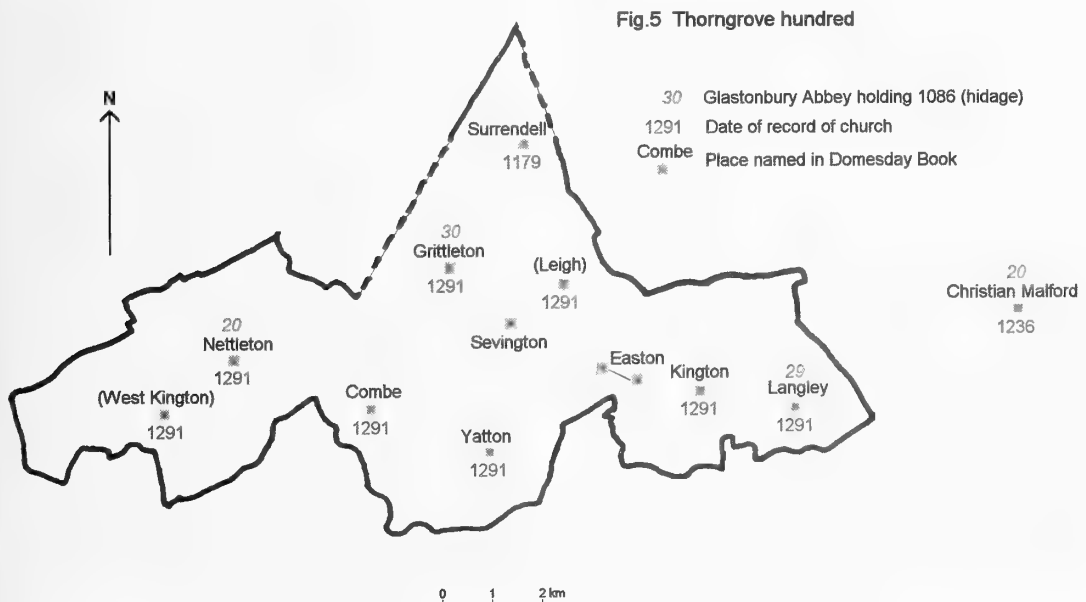 Fig.5 Thorngrove hundred
N
30 Glastonbury Abbey holding 1086 (hidage)
1291 Date of record of church
Combe Place named in Domesday Book
Surrendell
1179
30
Grittleton
1291
(Leigh)
1291
20
Christian Malford
1236
Sevington
20
Nettleton
1291
Easton
Kington
1291
29
Langley
1291
(West Kington)
1291
Combe
1291
Yatton
1291
0 1 2 km